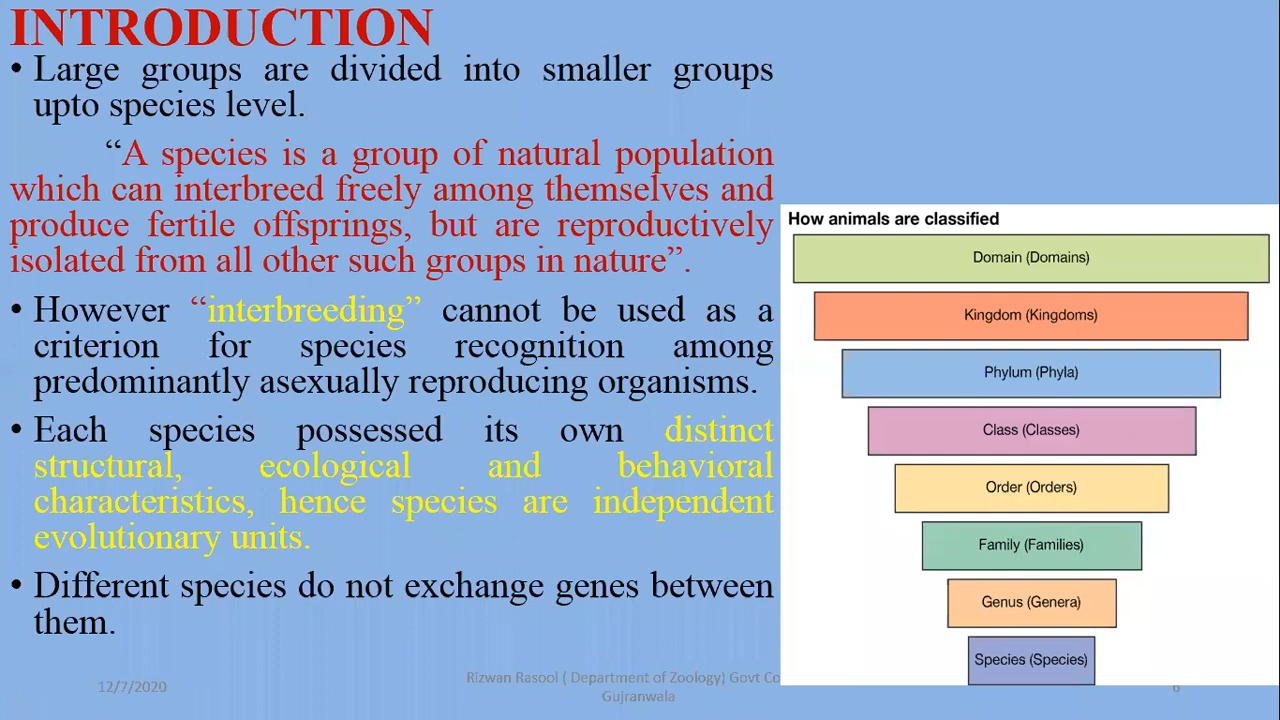 INTRODUCTION
• Large groups are divided into smaller groups
upto species level.
“A species is a group of natural population
which can interbreed freely among themselves and
produce fertile offsprings, but are reproductively
isolated from all other such groups in nature”.
• However “interbreeding” cannot be used as a
criterion for species recognition among
predominantly asexually reproducing organisms.
• Each species possessed its own distinct
structural, ecological and behavioral
characteristics, hence species are independent
evolutionary units.
• Different species do not exchange genes between
them.
How animals are classified
Domain (Domains)
Kingdom (Kingdoms)
Phylum (Phyla)
Class (Classes)
Order (Orders)
Family (Families)
Genus (Genera)
Species (Species)
12/7/2020
Rizwan Rasool ( Department of Zoology) Govt Co
Gujranwala
6